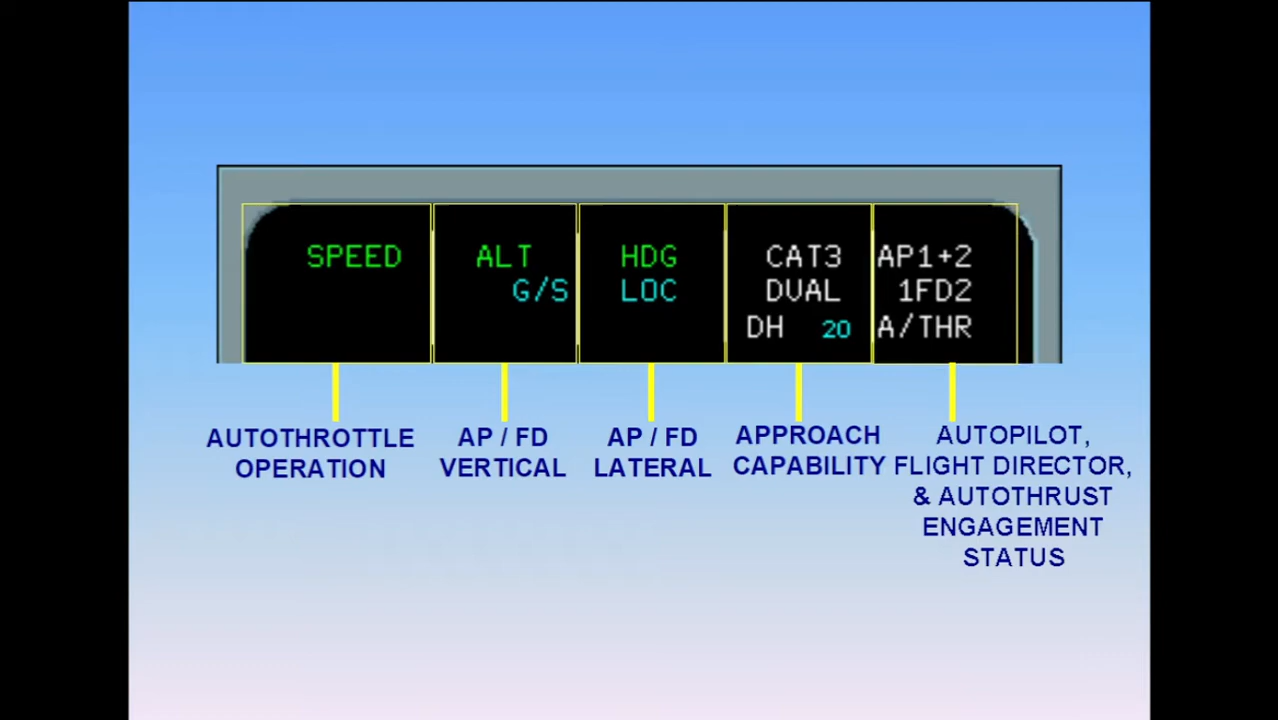 SPEED ALT HDG CAT3 AP1+2
G/S LOC DUAL 1FD2
DH 20 A/THR
AUTOTHROTTLE
OPERATION
AP / FD
VERTICAL
AP / FD
LATERAL
APPROACH
CAPABILITY
AUTOPILOT,
FLIGHT DIRECTOR,
& AUTOTHRUST
ENGAGEMENT
STATUS